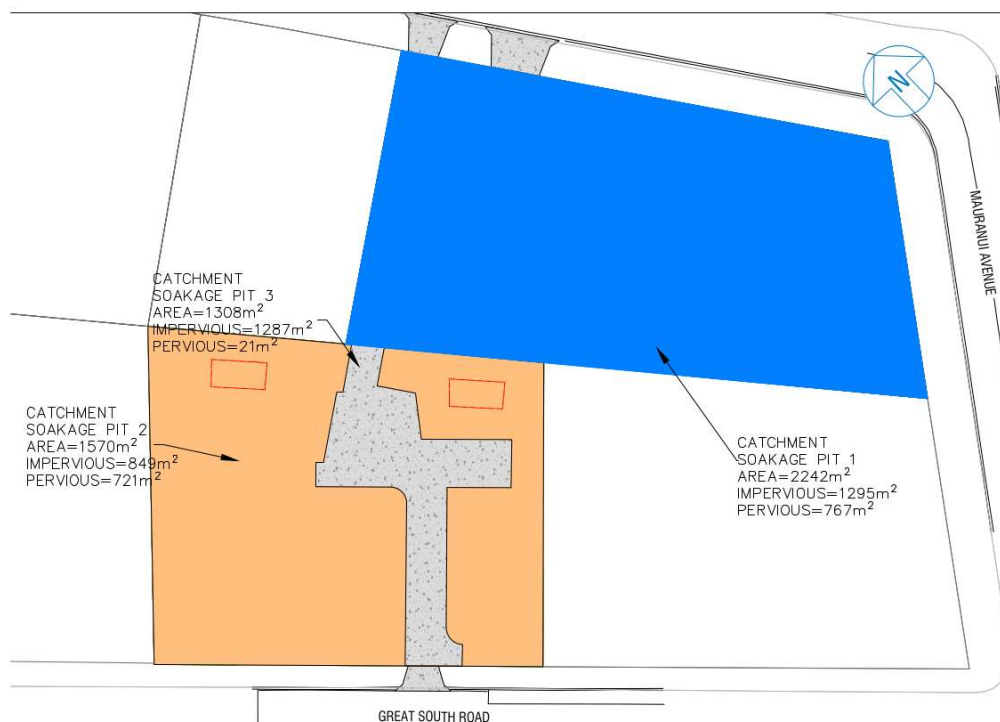 N
MAURANUI AVENUE
CATCHMENT
SOAKAGE PIT 3
AREA=1308m²
IMPERVIOUS=1287m²
PERVIOUS=21m²
CATCHMENT
SOAKAGE PIT 2
AREA=1570m²
IMPERVIOUS=849m²
PERVIOUS=721m²
CATCHMENT
SOAKAGE PIT 1
AREA=2242m²
IMPERVIOUS=1295m²
PERVIOUS=767m²
GREAT SOUTH ROAD